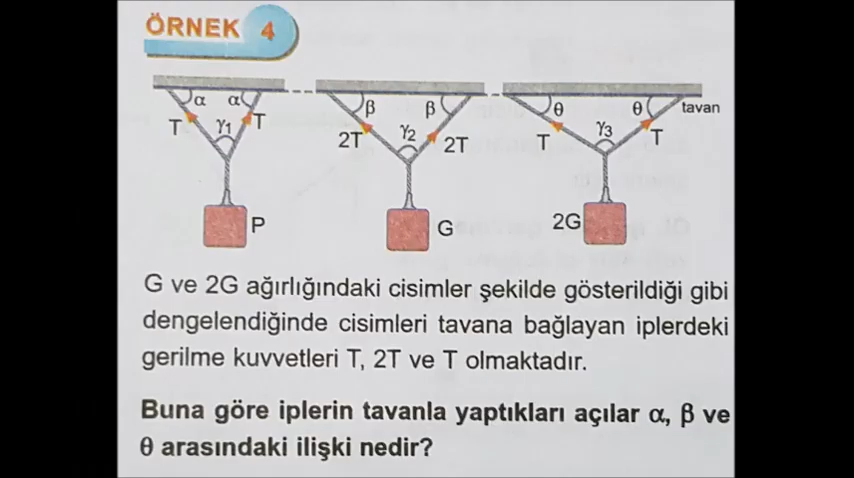 ÖRNEK 4
α α β β θ θ tavan
T γ1 T 2T γ2 2T T γ3 T
P G 2G
G ve 2G ağırlığındaki cisimler şekilde gösterildiği gibi
dengelendiğinde cisimleri tavana bağlayan iplerdeki
gerilme kuvvetleri T, 2T ve T olmaktadır.
Buna göre iplerin tavanla yaptıkları açılar α, β ve
θ arasındaki ilişki nedir?